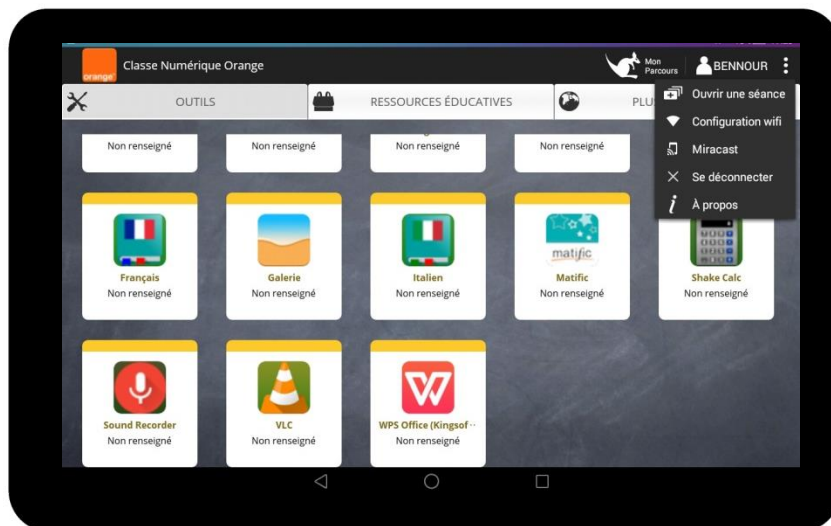 orange
Classe Numérique Orange
Mon
Parcours
BENNOUR
OUTILS
RESSOURCES ÉDUCATIVES
PLU
Ouvrir une séance
Configuration wifi
Miracast
Se déconnecter
À propos
Non renseigné
Non renseigné
Non renseigné
Non renseigné
Français
Non renseigné
Galerie
Non renseigné
Italien
Non renseigné
matific
Matific
Non renseigné
Shake Calc
Non renseigné
Sound Recorder
Non renseigné
VLC
Non renseigné
W
WPS Office (Kingsof ··
Non renseigné